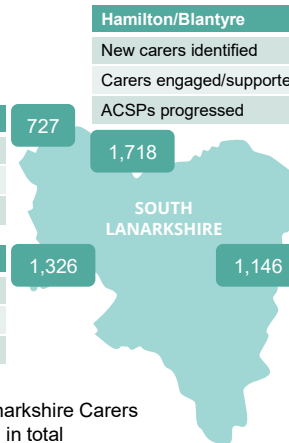 Hamilton/Blantyre
New carers identified
Carers engaged/supporte
ACSPs progressed
727
1,718
SOUTH
LANARKSHIRE
1,326
1,146
narkshire Carers
in total